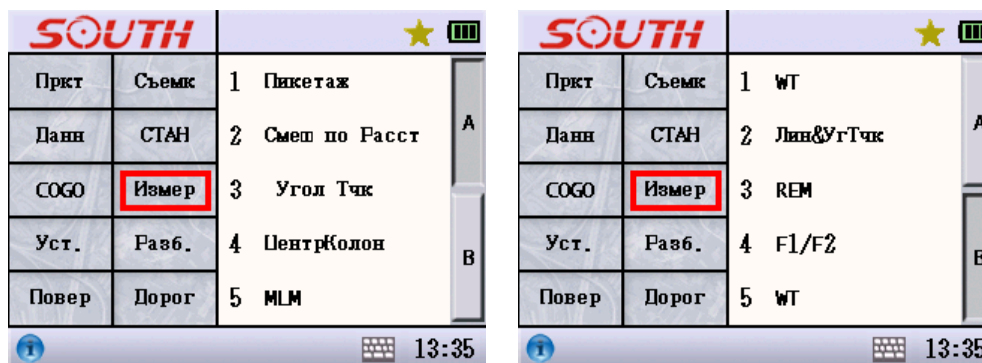 SOUTH
Пркт Съемк 1 Пикетаж
Данн СТАН 2 Смеш по Расст A
COGO Измер 3 Угол Тчк
Уст. Разб. 4 ЦентрКолон B
Повер Дорог 5 MLM
13:35
SOUTH
Пркт Съемк 1 WT
Данн СТАН 2 Лин&УгТчк A
COGO Измер 3 REM
Уст. Разб. 4 F1/F2 B
Повер Дорог 5 WT
13:35